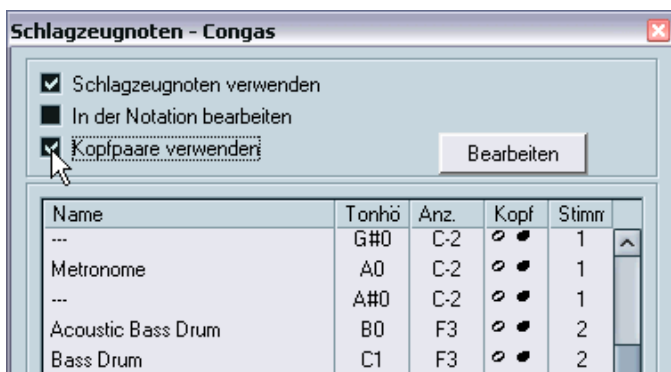 Schlagzeugnoten - Congas
Schlagzeugnoten verwenden
In der Notation bearbeiten
Kopfpaare verwenden
Bearbeiten
Name Tonhö Anz. Kopf Stimm
--- G#0 C-2 1
Metronome A0 C-2 1
--- A#0 C-2 1
Acoustic Bass Drum B0 F3 2
Bass Drum C1 F3 2